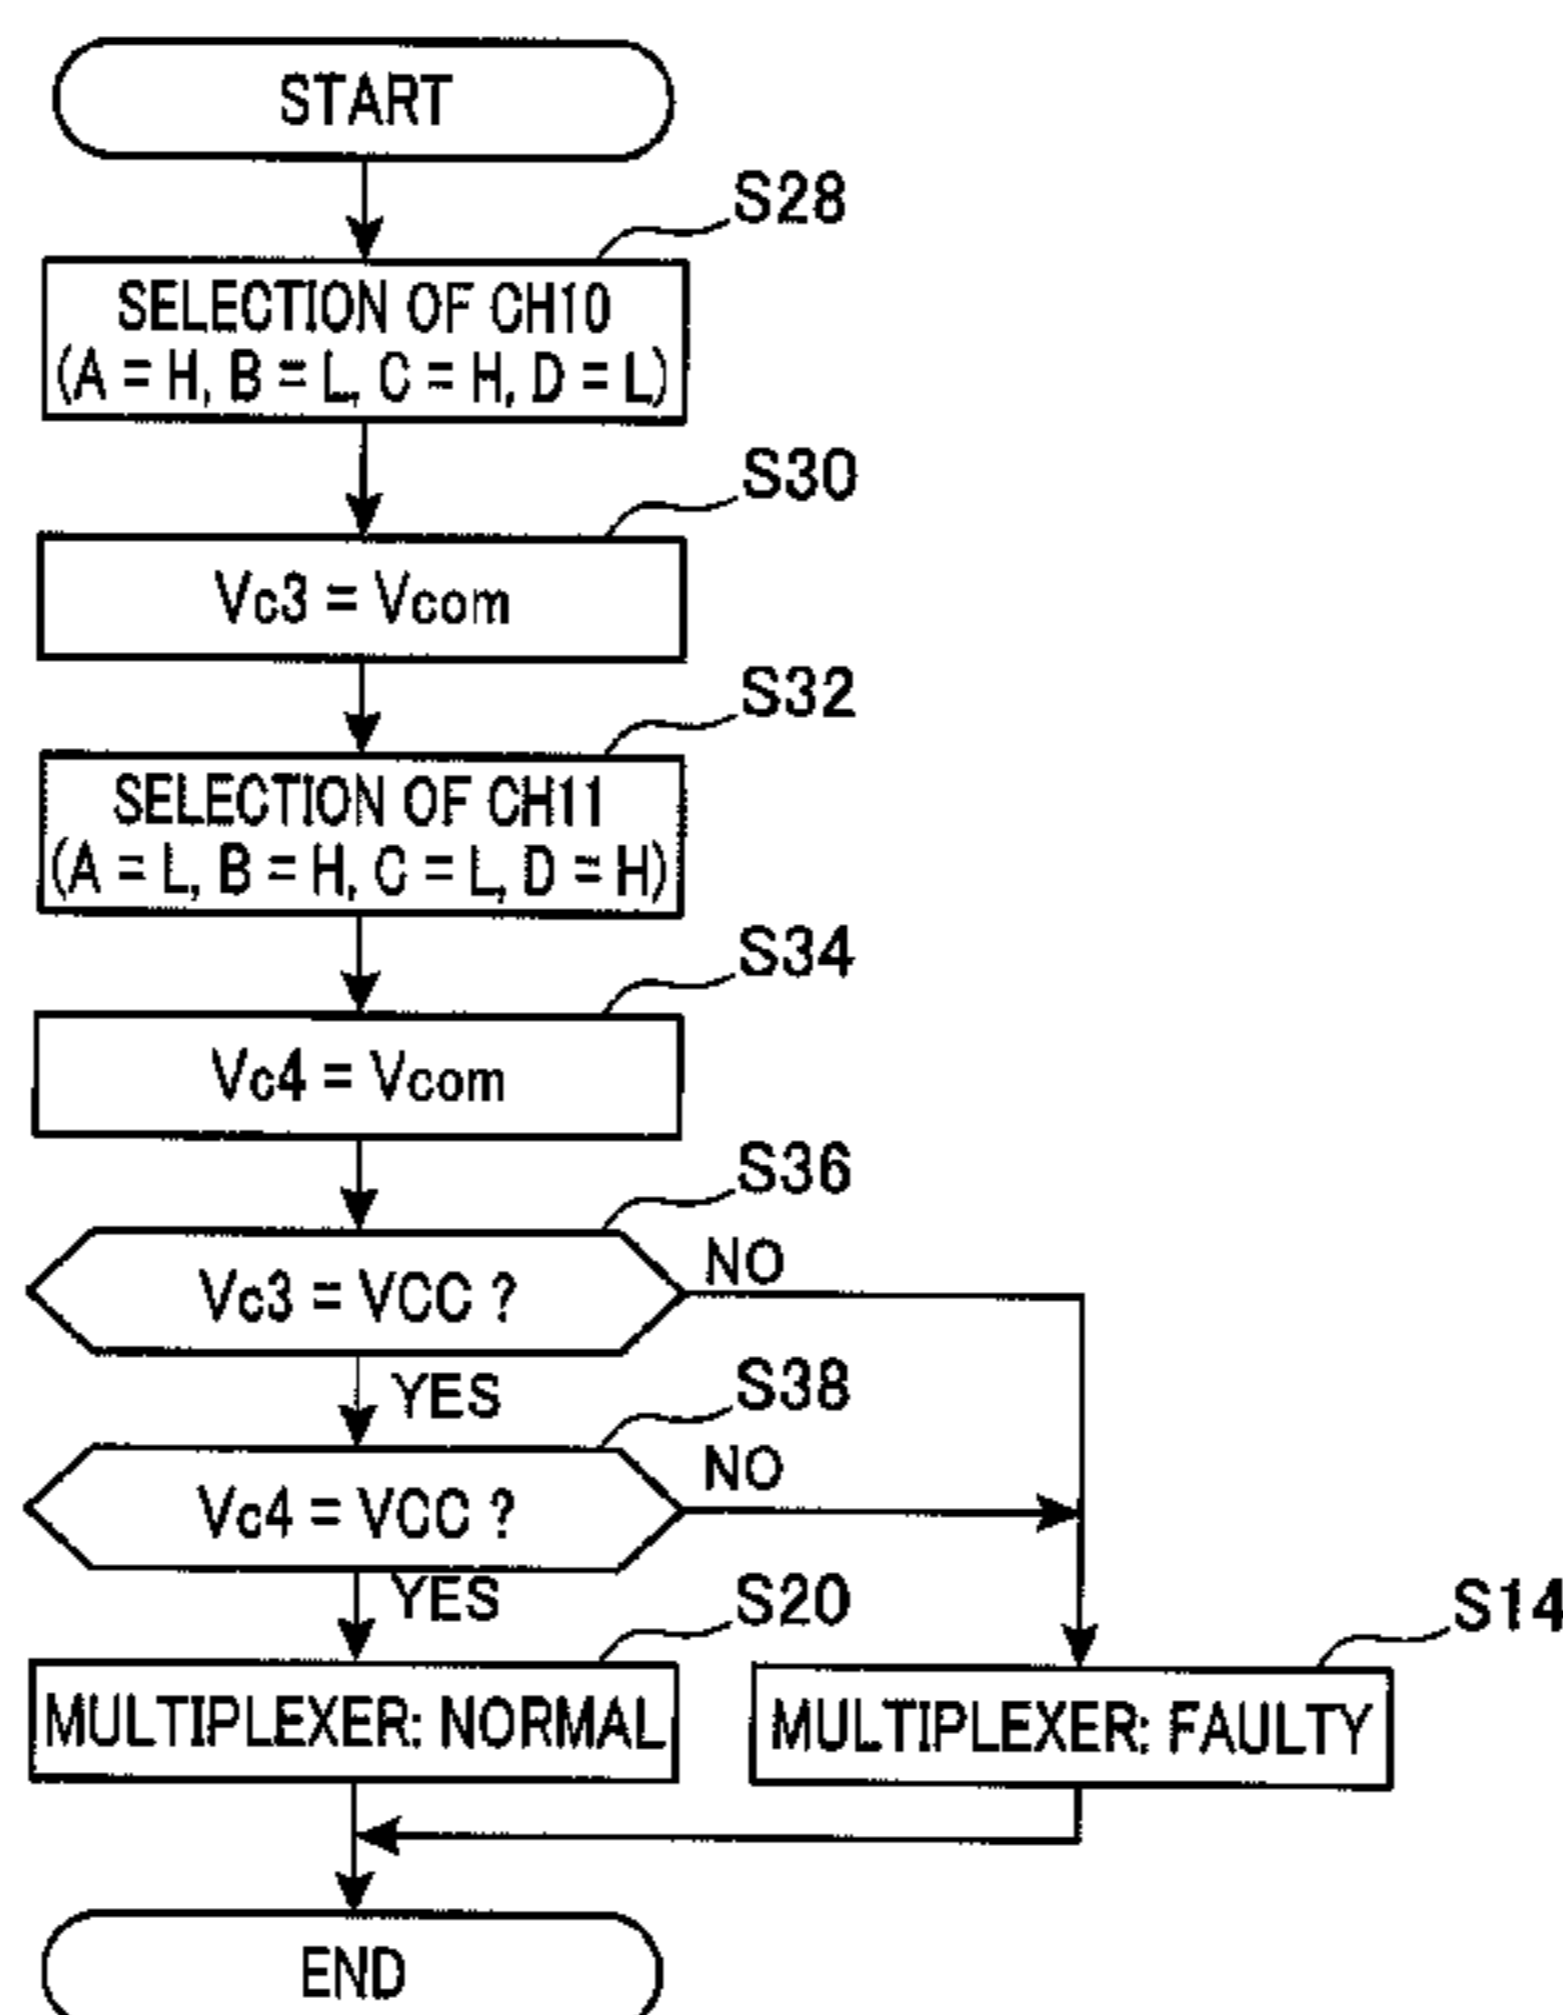 START
S28
SELECTION OF CH10
(A = H, B = L, C = H, D = L)
S30
Vc3 = Vcom
S32
SELECTION OF CH11
(A = L, B = H, C = L, D = H)
S34
Vc4 = Vcom
S36
Vc3 = VCC ?
NO
YES
S38
Vc4 = VCC ?
NO
YES
S20
S14
MULTIPLEXER: NORMAL
MULTIPLEXER: FAULTY
END